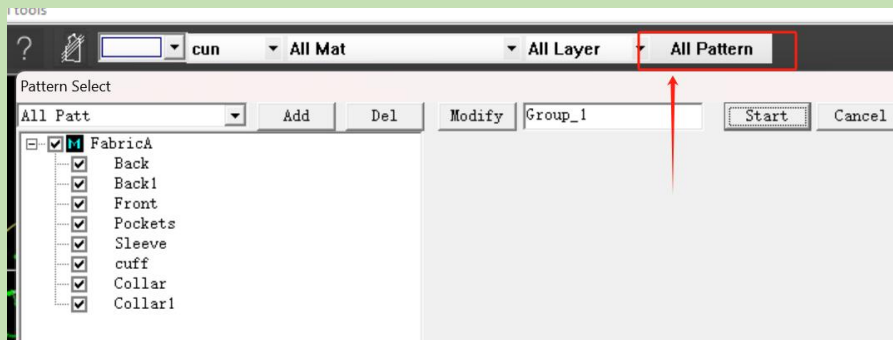 tools
? cun All Mat All Layer All Pattern
Pattern Select
All Patt Add Del Modify Group_1 Start Cancel
M FabricA
Back
Back1
Front
Pockets
Sleeve
cuff
Collar
Collar1